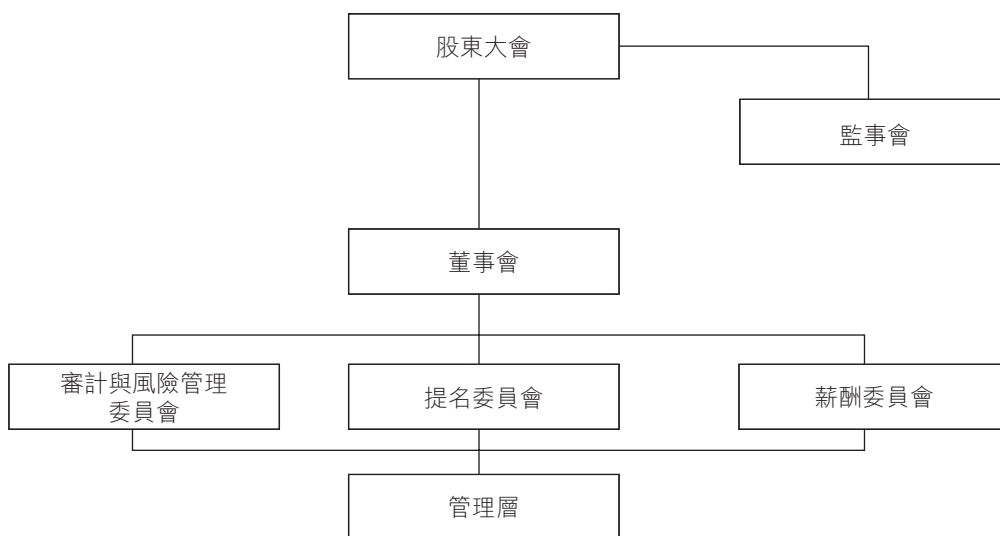 股東大會
監事會
董事會
審計與風險管理
委員會
提名委員會
薪酬委員會
管理層